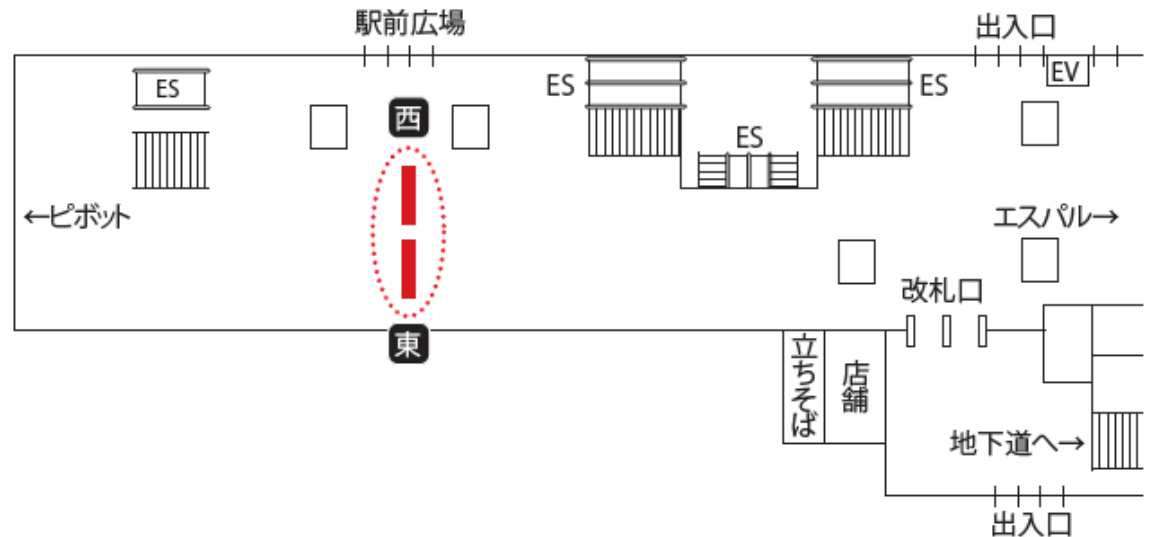 駅前広場
出入口
ES
ES
ES
EV
西
ES
←ピボット
エスパル→
改札口
東
立ちそば
店舗
地下道へ→
出入口